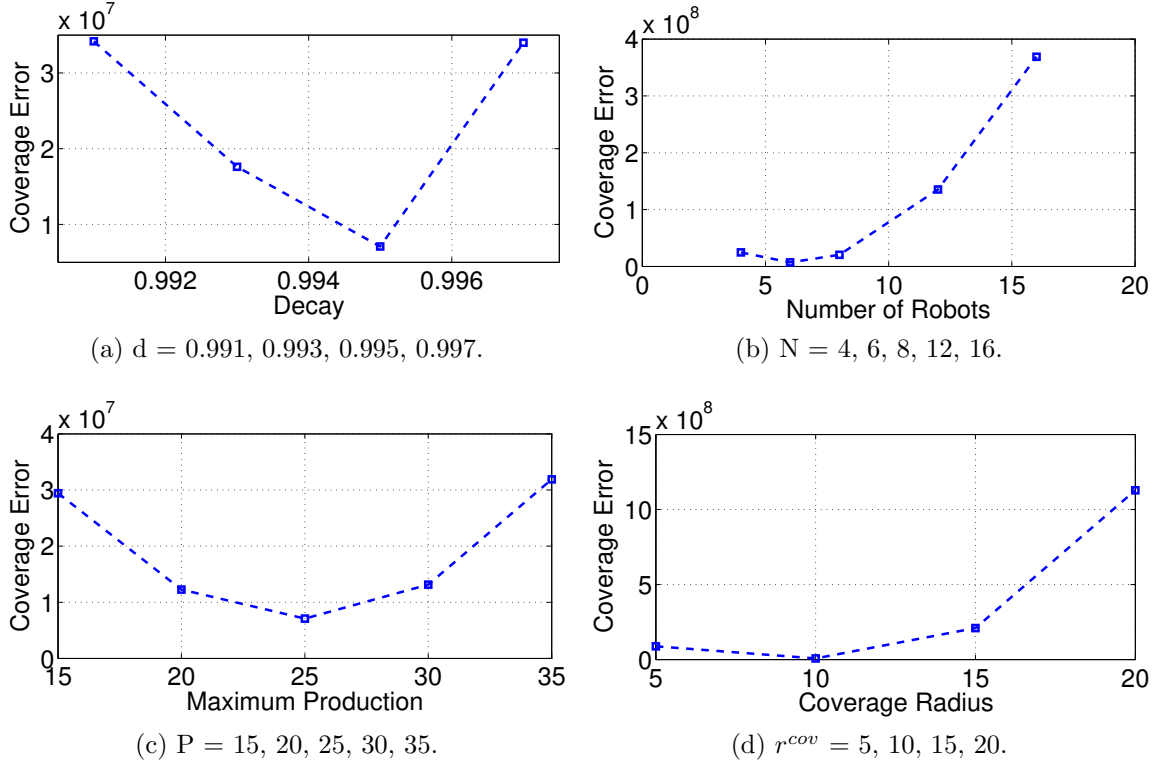 x 10^7
Coverage Error
3
2
1
0.992 0.994 0.996
Decay
(a) d = 0.991, 0.993, 0.995, 0.997.
x 10^8
Coverage Error
4
3
2
1
0
0 5 10 15 20
Number of Robots
(b) N = 4, 6, 8, 12, 16.
x 10^7
Coverage Error
4
3
2
1
0
15 20 25 30 35
Maximum Production
(c) P = 15, 20, 25, 30, 35.
x 10^8
Coverage Error
15
10
5
0
5 10 15 20
Coverage Radius
(d) r^cov = 5, 10, 15, 20.